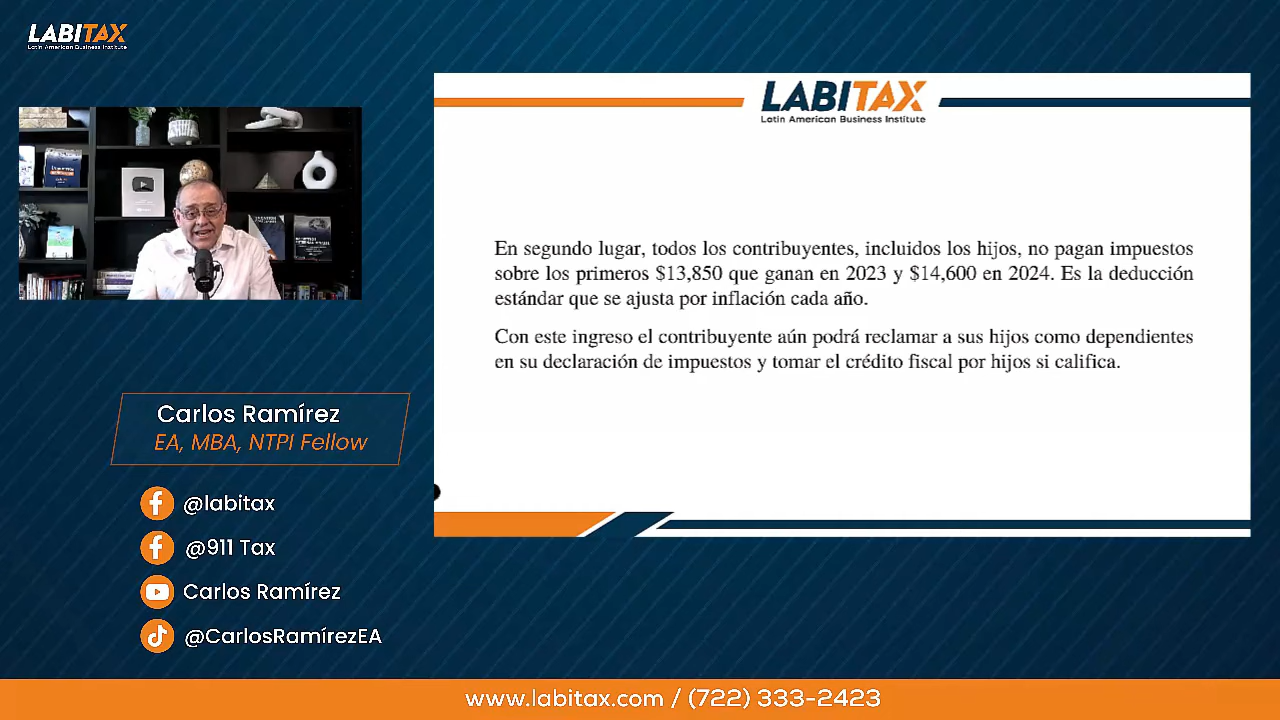 LABITAX
Latin American Business Institute
LABITAX
Latin American Business Institute
En segundo lugar, todos los contribuyentes, incluidos los hijos, no pagan impuestos
sobre los primeros $13,850 que ganan en 2023 y $14,600 en 2024. Es la deducción
estándar que se ajusta por inflación cada año.
Con este ingreso el contribuyente aún podrá reclamar a sus hijos como dependientes
en su declaración de impuestos y tomar el crédito fiscal por hijos si califica.
Carlos Ramírez
EA, MBA, NTPI Fellow
@labitax
@911 Tax
Carlos Ramírez
@CarlosRamírezEA
www.labitax.com / (722) 333-2423